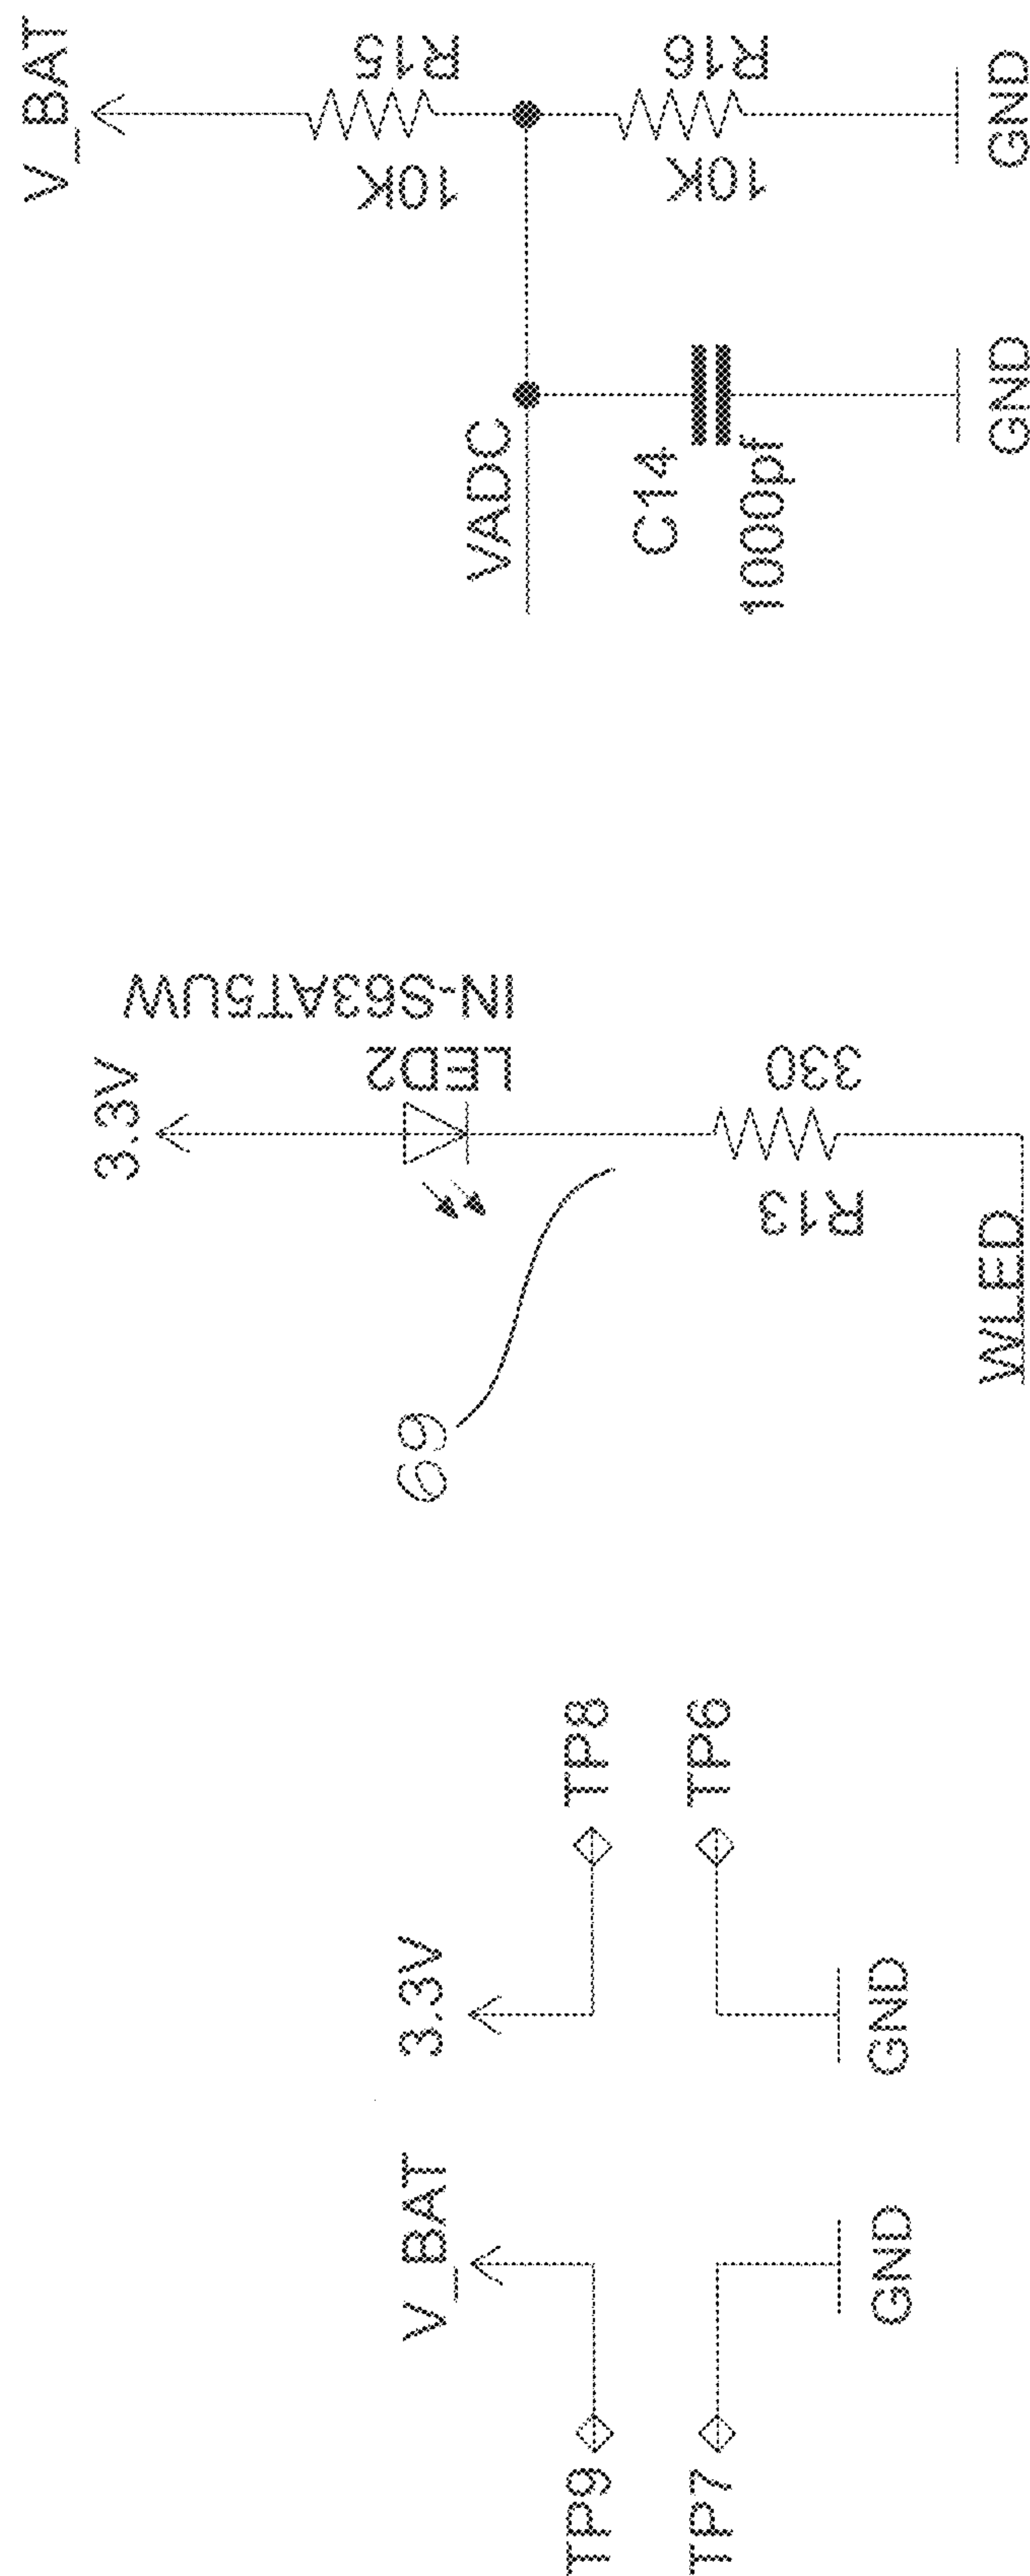 TP9
TP7
V_BAT
GND
3.3V
GND
TP8
TP6
69
3.3V
LED2
IN-S63AT5UW
R13
330
WLED
VADC
C14
1000pf
GND
V_BAT
R15
10K
R16
10K
GND